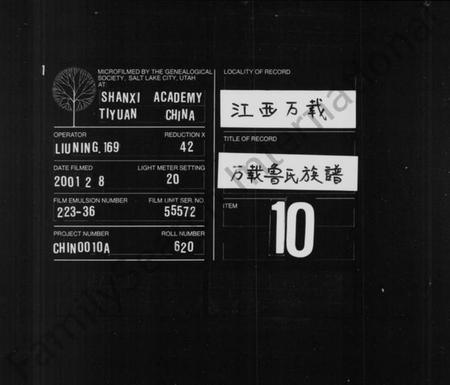 1
MICROFILMED BY THE GENEALOGICAL
SOCIETY, SALT LAKE CITY, UTAH
AT
SHANXI ACADEMY
TIYUAN CHINA
OPERATOR REDUCTION X
LIUNING, 169 42
DATE FILMED LIGHT METER SETTING
2001 2 8 20
FILM EMULSION NUMBER FILM UNIT SER. NO.
223-36 55572
PROJECT NUMBER ROLL NUMBER
CHIN0010A 620
LOCALITY OF RECORD
江西万载
TITLE OF RECORD
万载鲁氏族譜
ITEM
10
FamilySearch International